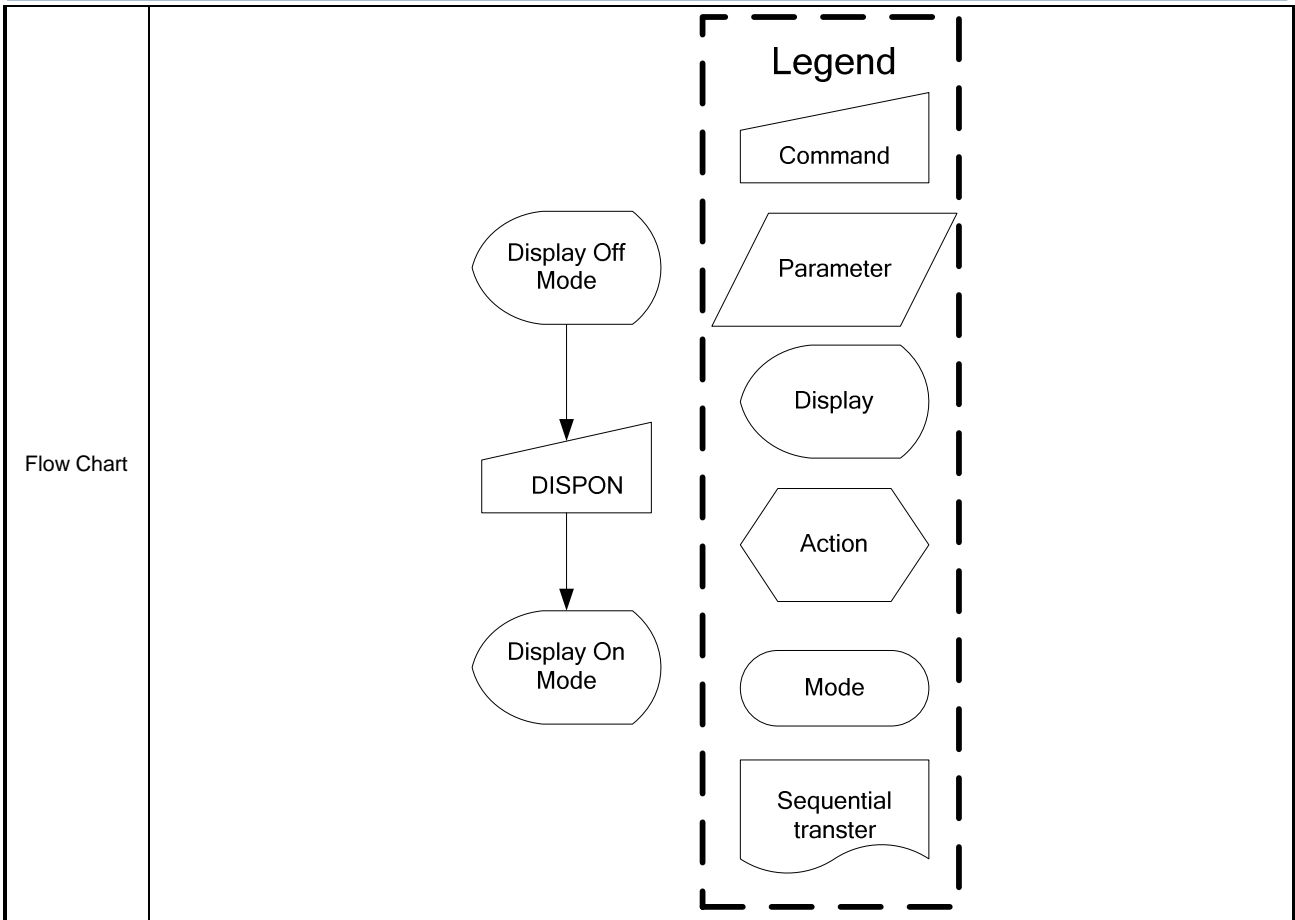 Flow Chart
Display Off
Mode
DISPON
Display On
Mode
Legend
Command
Parameter
Display
Action
Mode
Sequential
transter